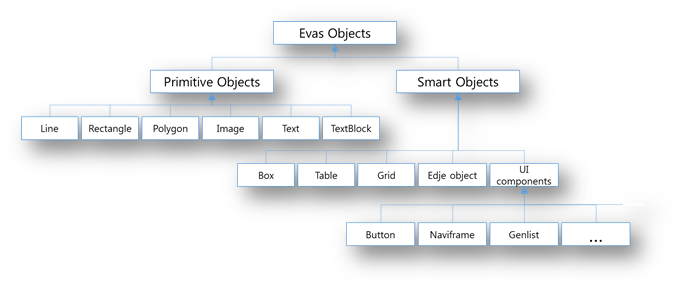 Evas Objects
Primitive Objects
Smart Objects
Line
Rectangle
Polygon
Image
Text
TextBlock
Box
Table
Grid
Edje object
UI
components
Button
Naviframe
Genlist
...